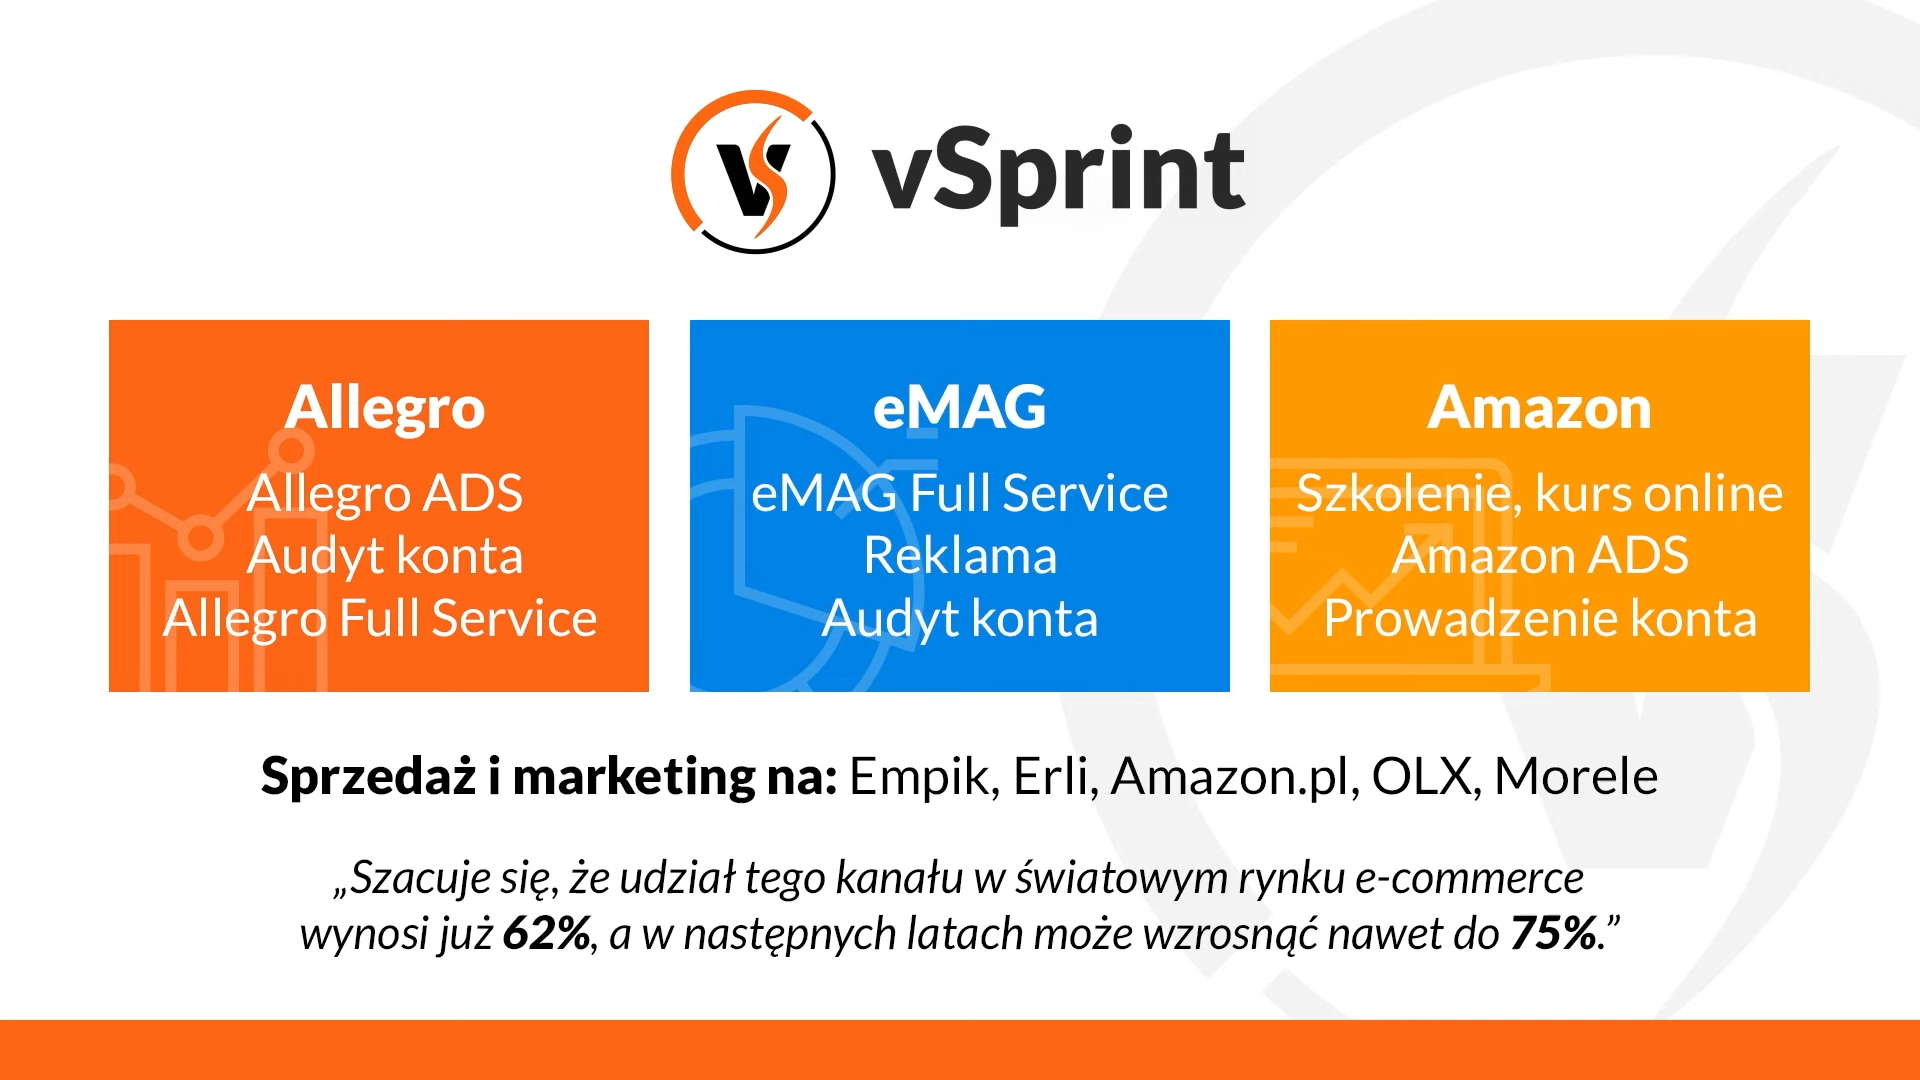 VS
vSprint
Allegro
Allegro ADS
Audyt konta
Allegro Full Service
eMAG
eMAG Full Service
Reklama
Audyt konta
Amazon
Szkolenie, kurs online
Amazon ADS
Prowadzenie konta
Sprzedaż i marketing na: Empik, Erli, Amazon.pl, OLX, Morele
„Szacuje się, że udział tego kanału w światowym rynku e-commerce
wynosi już 62%, a w następnych latach może wzrosnąć nawet do 75%.”